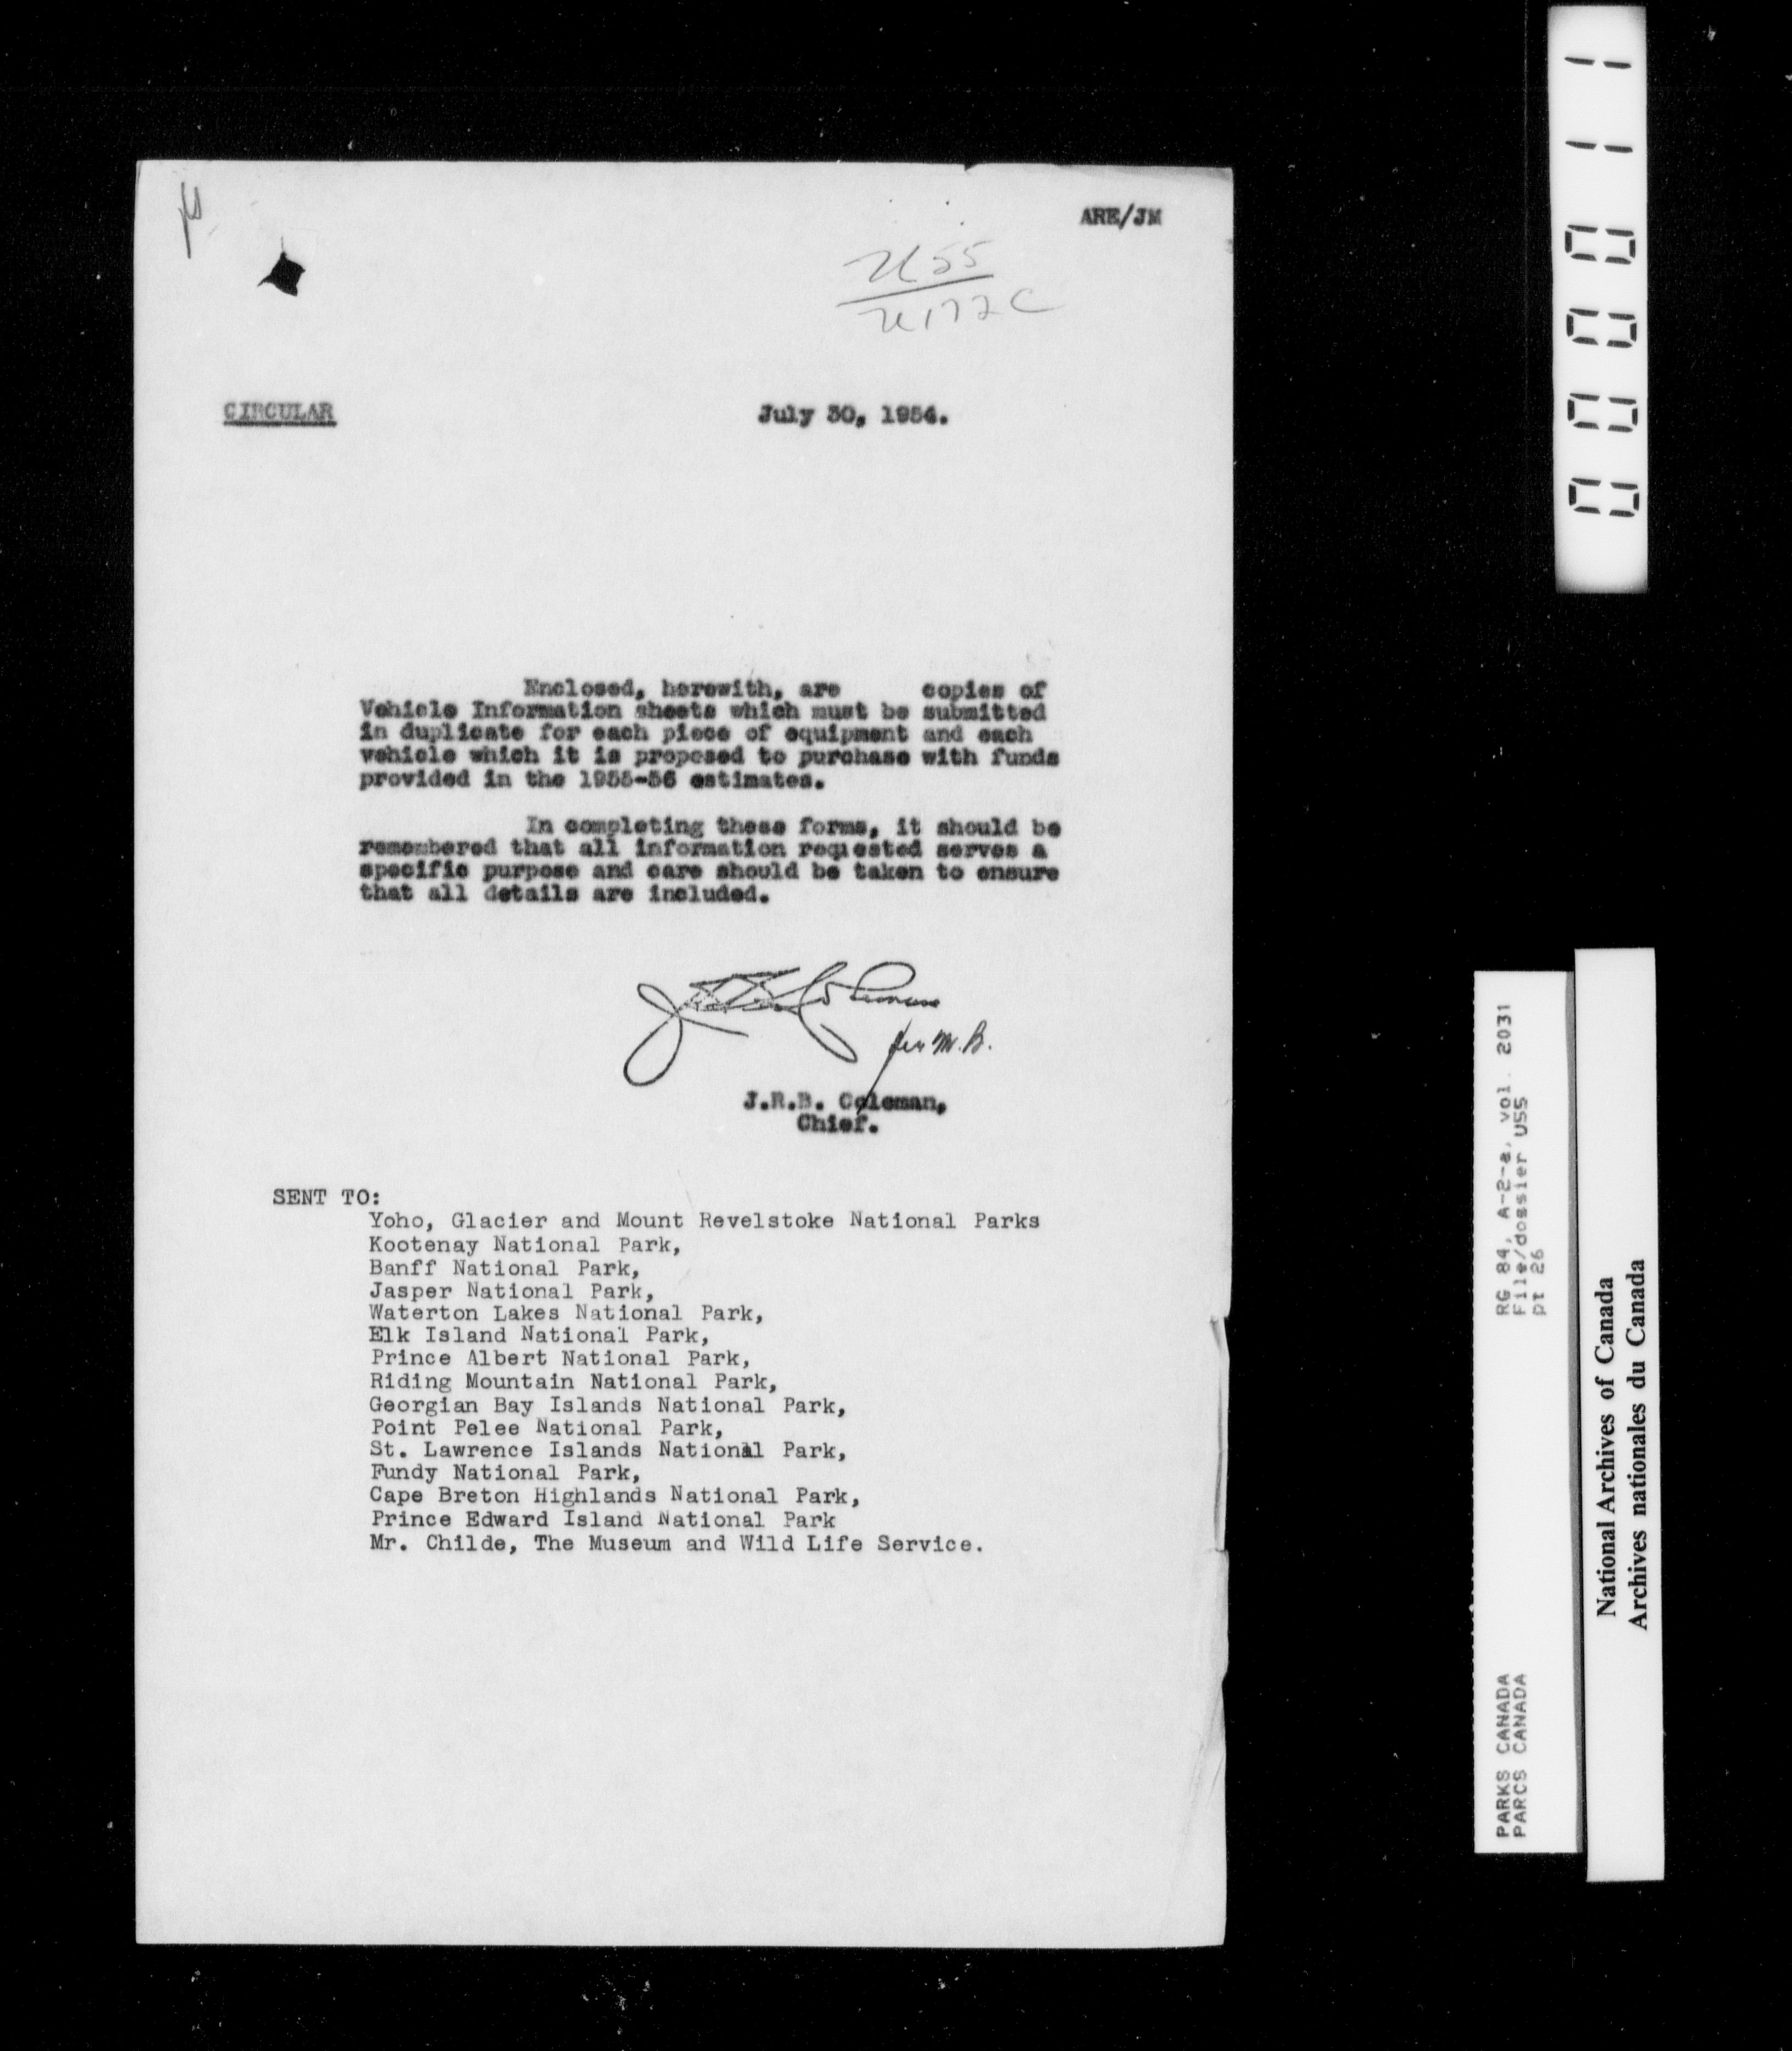 ARE/JM
U55
U172C
CIRCULAR
July 30, 1954.
Enclosed, herewith, are copies of
Vehicle Information sheets which must be submitted
in duplicate for each piece of equipment and each
vehicle which it is proposed to purchase with funds
provided in the 1955-56 estimates.
In completing these forms, it should be
remembered that all information requested serves a
specific purpose and care should be taken to ensure
that all details are included.
per M.B.
J.R.B. Coleman,
Chief.
SENT TO:
Yoho, Glacier and Mount Revelstoke National Parks
Kootenay National Park,
Banff National Park,
Jasper National Park,
Waterton Lakes National Park,
Elk Island National Park,
Prince Albert National Park,
Riding Mountain National Park,
Georgian Bay Islands National Park,
Point Pelee National Park,
St. Lawrence Islands National Park,
Fundy National Park,
Cape Breton Highlands National Park,
Prince Edward Island National Park
Mr. Childe, The Museum and Wild Life Service.
000011
RG 84, A-2-a, vol. 2031
File/dossier U55
pt 26
PARKS CANADA
PARCS CANADA
National Archives of Canada
Archives nationales du Canada